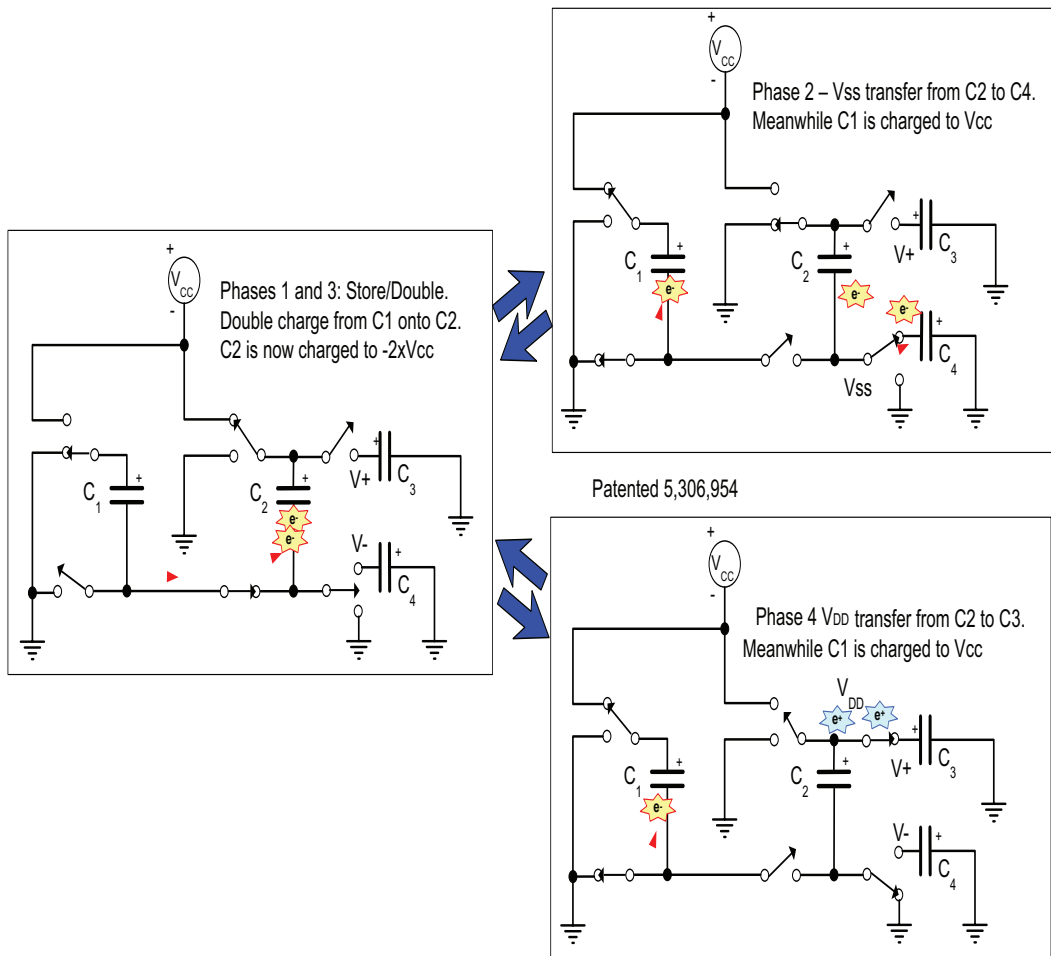 +
VCC
-
Phase 2 – Vss transfer from C2 to C4.
Meanwhile C1 is charged to Vcc
C1
+
e-
C2
+
e-
V+
+
C3
e-
+
C4
Vss
+
VCC
-
Phases 1 and 3: Store/Double.
Double charge from C1 onto C2.
C2 is now charged to -2xVcc
C1
+
C2
+
e-
e-
V+
+
C3
V-
+
C4
Patented 5,306,954
+
VCC
-
Phase 4 VDD transfer from C2 to C3.
Meanwhile C1 is charged to Vcc
VDD
e+
e+
C1
+
e-
C2
+
V+
+
C3
V-
+
C4